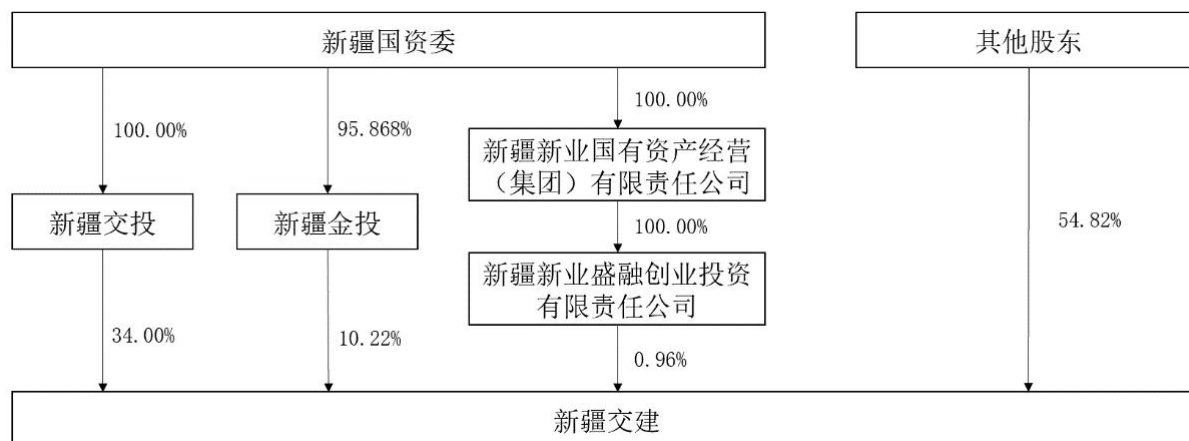 新疆国资委
其他股东
100.00%
95.868%
100.00%
新疆新业国有资产经营
（集团）有限责任公司
新疆交投
新疆金投
100.00%
54.82%
新疆新业盛融创业投资
有限责任公司
34.00%
10.22%
0.96%
新疆交建